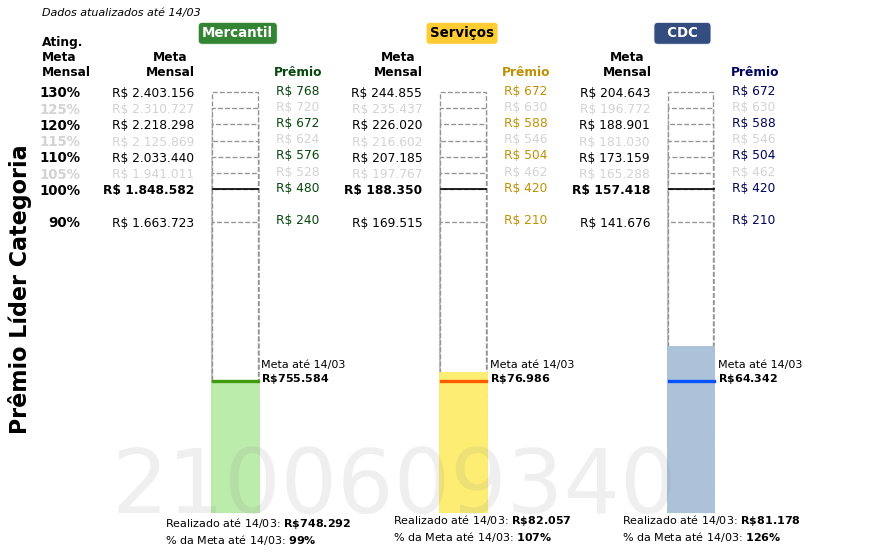 Dados atualizados até 14/03
Mercantil Serviços CDC
Ating. Meta Mensal Meta Mensal Prêmio Meta Mensal Prêmio Meta Mensal Prêmio
130% R$ 2.403.156 R$ 768 R$ 244.855 R$ 672 R$ 204.643 R$ 672
125% R$ 2.310.727 R$ 720 R$ 235.437 R$ 630 R$ 196.772 R$ 630
120% R$ 2.218.298 R$ 672 R$ 226.020 R$ 588 R$ 188.901 R$ 588
115% R$ 2.125.869 R$ 624 R$ 216.602 R$ 546 R$ 181.030 R$ 546
110% R$ 2.033.440 R$ 576 R$ 207.185 R$ 504 R$ 173.159 R$ 504
105% R$ 1.941.011 R$ 528 R$ 197.767 R$ 462 R$ 165.288 R$ 462
100% R$ 1.848.582 R$ 480 R$ 188.350 R$ 420 R$ 157.418 R$ 420
90% R$ 1.663.723 R$ 240 R$ 169.515 R$ 210 R$ 141.676 R$ 210
Prêmio Líder Categoria
Meta até 14/03 Meta até 14/03 Meta até 14/03
R$755.584 R$76.986 R$64.342
2100609340
Realizado até 14/03: R$748.292 Realizado até 14/03: R$82.057 Realizado até 14/03: R$81.178
% da Meta até 14/03: 99% % da Meta até 14/03: 107% % da Meta até 14/03: 126%